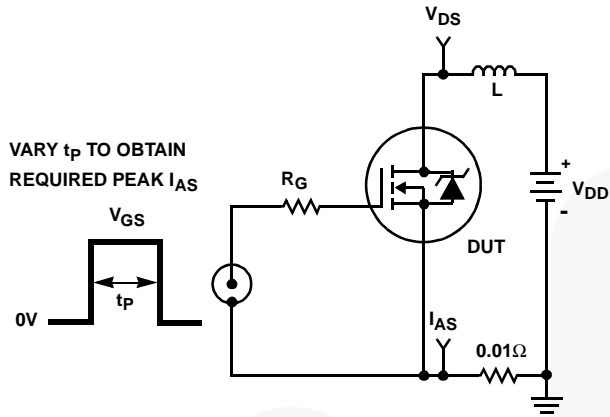 V_DS
L
VARY t_P TO OBTAIN
REQUIRED PEAK I_AS
R_G
+
V_DD
-
V_GS
DUT
t_P
0V
I_AS
0.01Ω